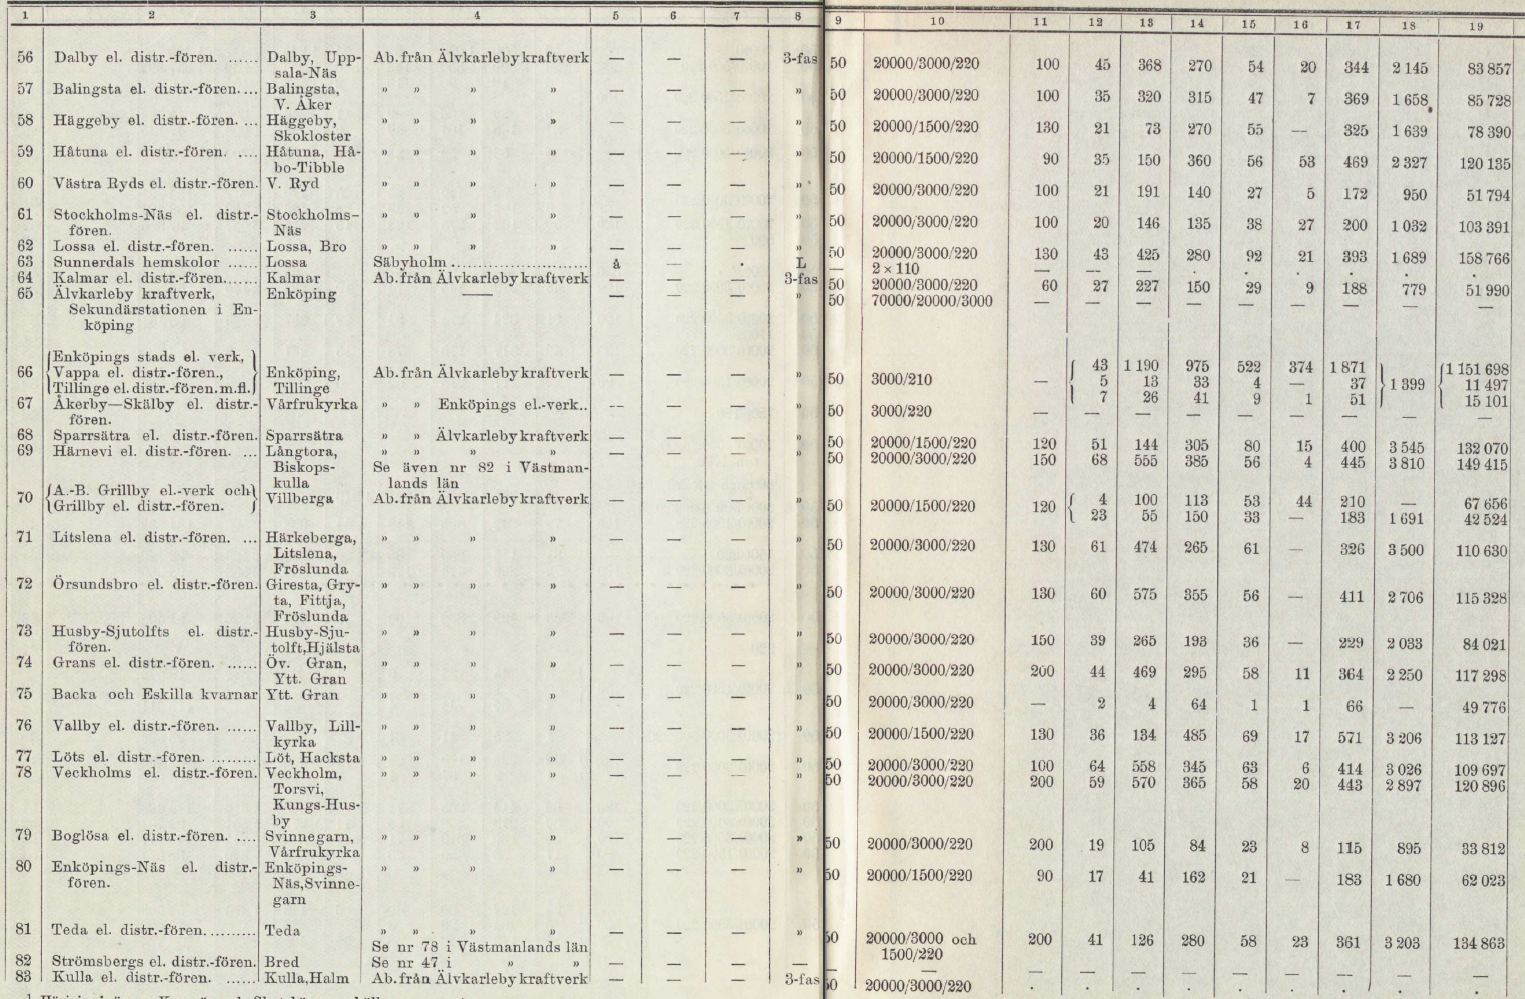 1 2 3 4 5 6 7 8 9 10 11 12 13 14 15 16 17 18 19
56 Dalby el. distr.-fören. ...... Dalby, Upp- Ab. från Älvkarleby kraftverk — — — 3-fas 50 20000/3000/220 100 45 368 270 54 20 344 2 145 83 857
sala-Näs
57 Balingsta el. distr.-fören. ... Balingsta, » » » » — — — » 50 20000/3000/220 100 35 320 315 47 7 369 1 658 85 728
V. Åker
58 Häggeby el. distr.-fören. ... Häggeby, » » » » — — — » 50 20000/1500/220 130 21 73 270 55 — 325 1 639 78 390
Skokloster
59 Håtuna el. distr.-fören. .... Håtuna, Hå- » » » » — — — » 50 20000/1500/220 90 35 150 360 56 53 469 2 327 120 135
bo-Tibble
60 Västra Ryds el. distr.-fören. V. Ryd » » » » — — — » 50 20000/3000/220 100 21 191 140 27 5 172 950 51 794
61 Stockholms-Näs el. distr.- Stockholms- » » » » — — — » 50 20000/3000/220 100 20 146 135 38 27 200 1 032 103 391
fören. Näs
62 Lossa el. distr.-fören. ...... Lossa, Bro » » » » — — — » 50 20000/3000/220 130 43 425 280 92 21 393 1 689 158 766
63 Sunnerdals hemskolor ...... Lossa Säbyholm ........................ å — . L — 2 × 110 — — — . . . . . .
64 Kalmar el. distr.-fören....... Kalmar Ab. från Älvkarleby kraftverk — — — 3-fas 50 20000/3000/220 60 27 227 150 29 9 188 779 51 990
65 Älvkarleby kraftverk, Enköping —— — — — » 50 70000/20000/3000 — — — — — — — — —
Sekundärstationen i En-
köping
{Enköpings stads el. verk,} 43 1 190 975 522 374 1 871 1 151 698
66 Vappa el. distr.-fören., Enköping, Ab. från Älvkarleby kraftverk — — — » 50 3000/210 — 5 13 33 4 — 37 1 399 11 497
Tillinge el. distr.-fören. m. fl. Tillinge 7 26 41 9 1 51 15 101
67 Åkerby—Skälby el. distr.- Vårfrukyrka » » Enköpings el.-verk.. — — — » 50 3000/220 — — — — — — — — —
fören.
68 Sparrsätra el. distr.-fören. Sparrsätra » » Älvkarleby kraftverk — — — » 50 20000/1500/220 120 51 144 305 80 15 400 3 545 132 070
69 Härnevi el. distr.-fören. ... Långtora, » » » » — — — » 50 20000/3000/220 150 68 555 385 56 4 445 3 810 149 415
Biskops- Se även nr 82 i Västman-
kulla lands län
70 {A.-B. Grillby el.-verk och} Villberga Ab. från Älvkarleby kraftverk — — — » 50 20000/1500/220 120 { 4 100 113 53 44 210 — 67 656
{Grillby el. distr.-fören. } 23 55 150 33 — 183 1 691 42 524
71 Litslena el. distr.-fören. ... Härkeberga, » » » » — — — » 50 20000/3000/220 130 61 474 265 61 — 326 3 500 110 630
Litslena,
Fröslunda
72 Örsundsbro el. distr.-fören. Giresta, Gry- » » » » — — — » 50 20000/3000/220 130 60 575 355 56 — 411 2 706 115 328
ta, Fittja,
Fröslunda
73 Husby-Sjutolfts el. distr.- Husby-Sju- » » » » — — — » 50 20000/3000/220 150 39 265 193 36 — 229 2 033 84 021
fören. tolft, Hjälsta
74 Grans el. distr.-fören. ...... Öv. Gran, » » » » — — — » 50 20000/3000/220 200 44 469 295 58 11 364 2 250 117 298
Ytt. Gran
75 Backa och Eskilla kvarnar Ytt. Gran » » » » — — — » 50 20000/3000/220 — 2 4 64 1 1 66 — 49 776
76 Vallby el. distr.-fören. ...... Vallby, Lill- » » » » — — — » 50 20000/1500/220 130 36 134 485 69 17 571 3 206 113 127
kyrka
77 Löts el. distr.-fören. ......... Löt, Hacksta » » » » — — — » 50 20000/3000/220 100 64 558 345 63 6 414 3 026 109 697
78 Veckholms el. distr.-fören. Veckholm, » » » » — — — » 50 20000/3000/220 200 59 570 365 58 20 443 2 897 120 896
Torsvi,
Kungs-Hus-
by
79 Boglösa el. distr.-fören. .... Svinnegarn, » » » » — — — » 50 20000/3000/220 200 19 105 84 23 8 115 895 33 812
Vårfrukyrka
80 Enköpings-Näs el. distr.- Enköpings- » » » » — — — » 50 20000/1500/220 90 17 41 162 21 — 183 1 680 62 023
fören. Näs, Svinne-
garn
81 Teda el. distr.-fören.......... Teda » » » » — — — » 50 20000/3000 och 200 41 126 280 58 23 361 3 203 134 863
Se nr 78 i Västmanlands län 1500/220
82 Strömsbergs el. distr.-fören. Bred Se nr 47 i » » — — — — — — — — — — — — — — —
83 Kulla el. distr.-fören. ...... Kulla, Halm Ab. från Älvkarleby kraftverk — — — 3-fas 50 20000/3000/220 . . . . . . . . .